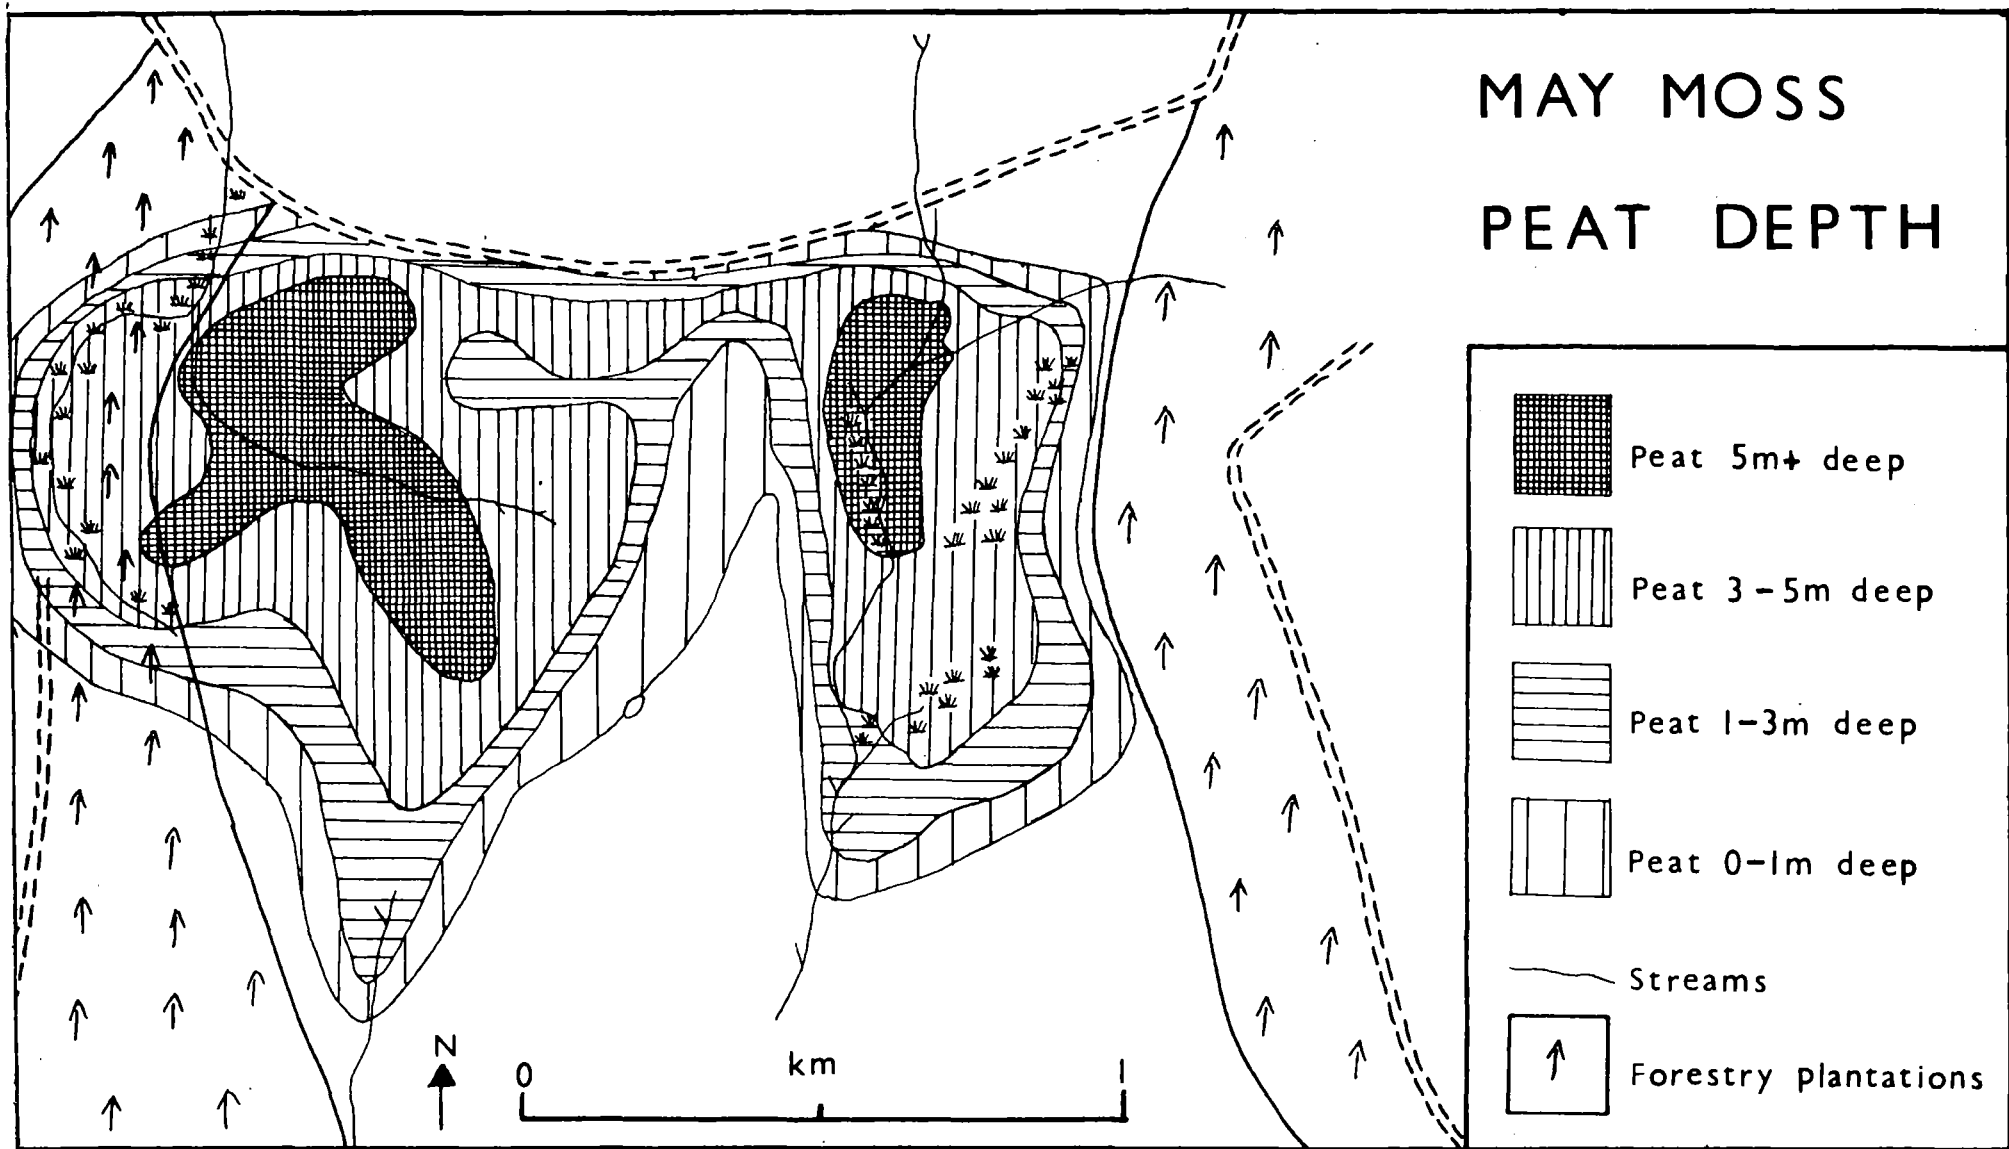 MAY MOSS
PEAT DEPTH
Peat 5m+ deep
Peat 3-5m deep
Peat 1-3m deep
Peat 0-1m deep
Streams
Forestry plantations
N
0 km 1